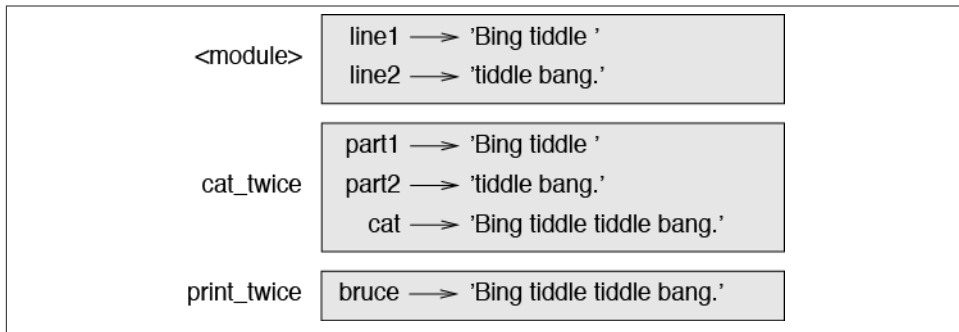 <module>
line1 → 'Bing tiddle '
line2 → 'tiddle bang.'
cat_twice
part1 → 'Bing tiddle '
part2 → 'tiddle bang.'
cat → 'Bing tiddle tiddle bang.'
print_twice
bruce → 'Bing tiddle tiddle bang.'